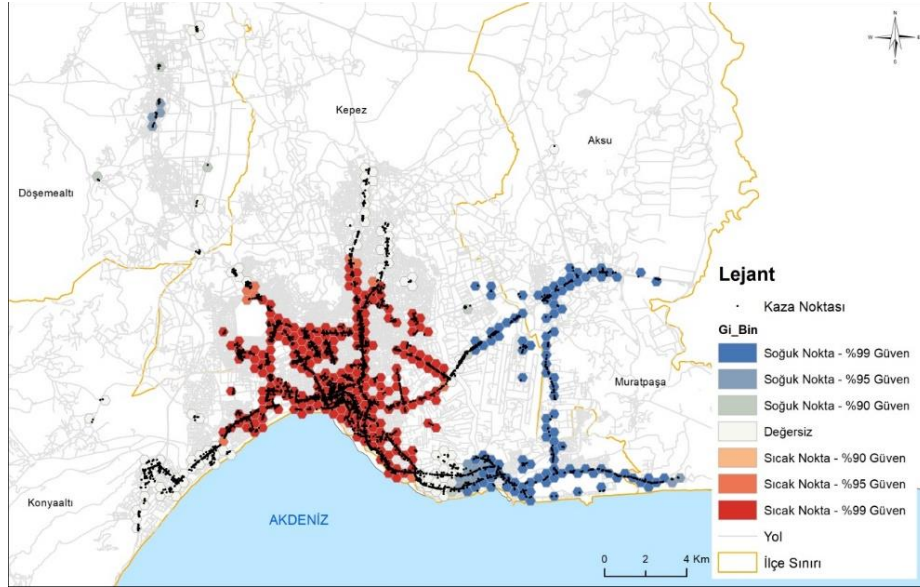 N
Kepez
Aksu
Döşemealtı
Muratpaşa
Konyaaltı
AKDENİZ
0 2 4 Km
Lejant
Kaza Noktası
Gi_Bin
Soğuk Nokta - %99 Güven
Soğuk Nokta - %95 Güven
Soğuk Nokta - %90 Güven
Değersiz
Sıcak Nokta - %90 Güven
Sıcak Nokta - %95 Güven
Sıcak Nokta - %99 Güven
Yol
İlçe Sınırı